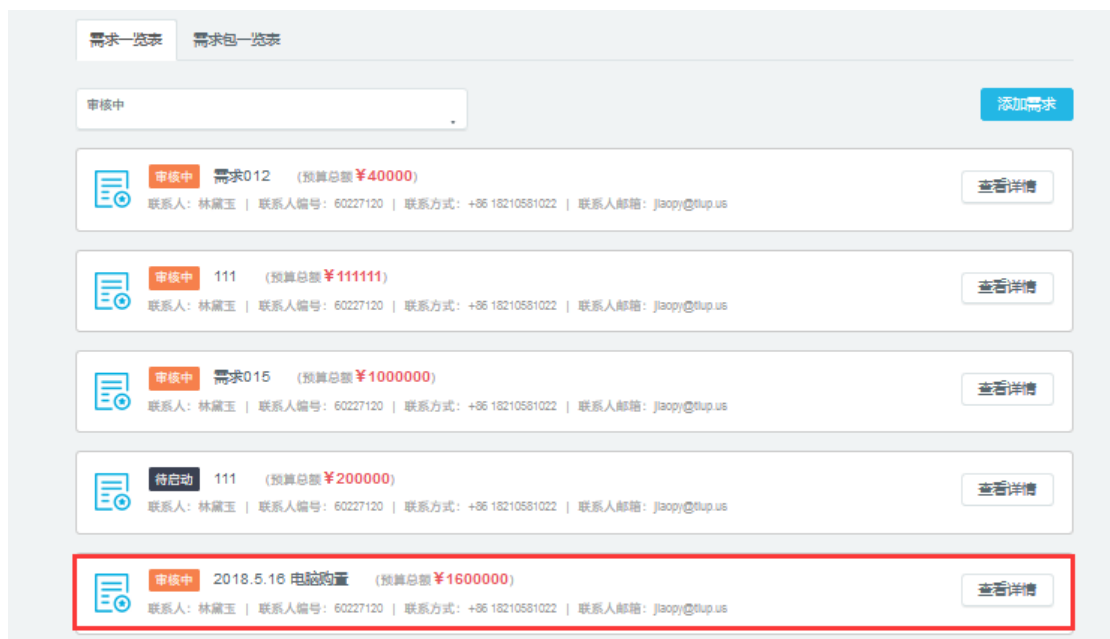 需求一览表 需求包一览表
审核中 添加需求
审核中 需求012 (预算总额¥40000) 查看详情
联系人: 林黛玉 | 联系人编号: 60227120 | 联系方式: +86 18210581022 | 联系人邮箱: jiaopy@tiup.us
审核中 111 (预算总额¥111111) 查看详情
联系人: 林黛玉 | 联系人编号: 60227120 | 联系方式: +86 18210581022 | 联系人邮箱: jiaopy@tiup.us
审核中 需求015 (预算总额¥1000000) 查看详情
联系人: 林黛玉 | 联系人编号: 60227120 | 联系方式: +86 18210581022 | 联系人邮箱: jiaopy@tiup.us
待启动 111 (预算总额¥200000) 查看详情
联系人: 林黛玉 | 联系人编号: 60227120 | 联系方式: +86 18210581022 | 联系人邮箱: jiaopy@tiup.us
审核中 2018.5.16 电脑购置 (预算总额¥1600000) 查看详情
联系人: 林黛玉 | 联系人编号: 60227120 | 联系方式: +86 18210581022 | 联系人邮箱: jiaopy@tiup.us